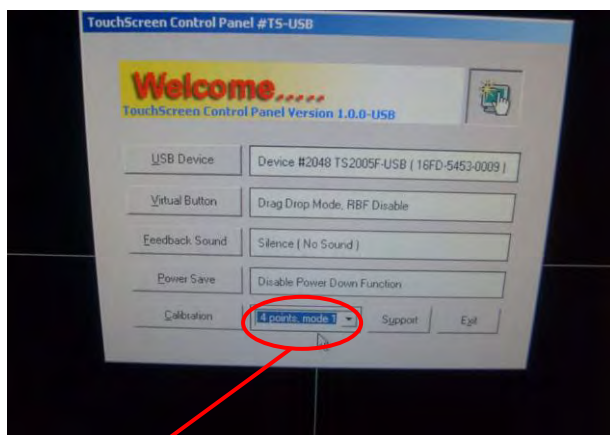 TouchScreen Control Panel #TS-USB
Welcome.....
TouchScreen Control Panel Version 1.0.0-USB
USB Device
Device #2048 TS2005F-USB ( 16FD-5453-0009 )
Virtual Button
Drag Drop Mode, RBF Disable
Feedback Sound
Silence ( No Sound )
Power Save
Disable Power Down Function
Calibration
4 points, mode 1
Support
Exit